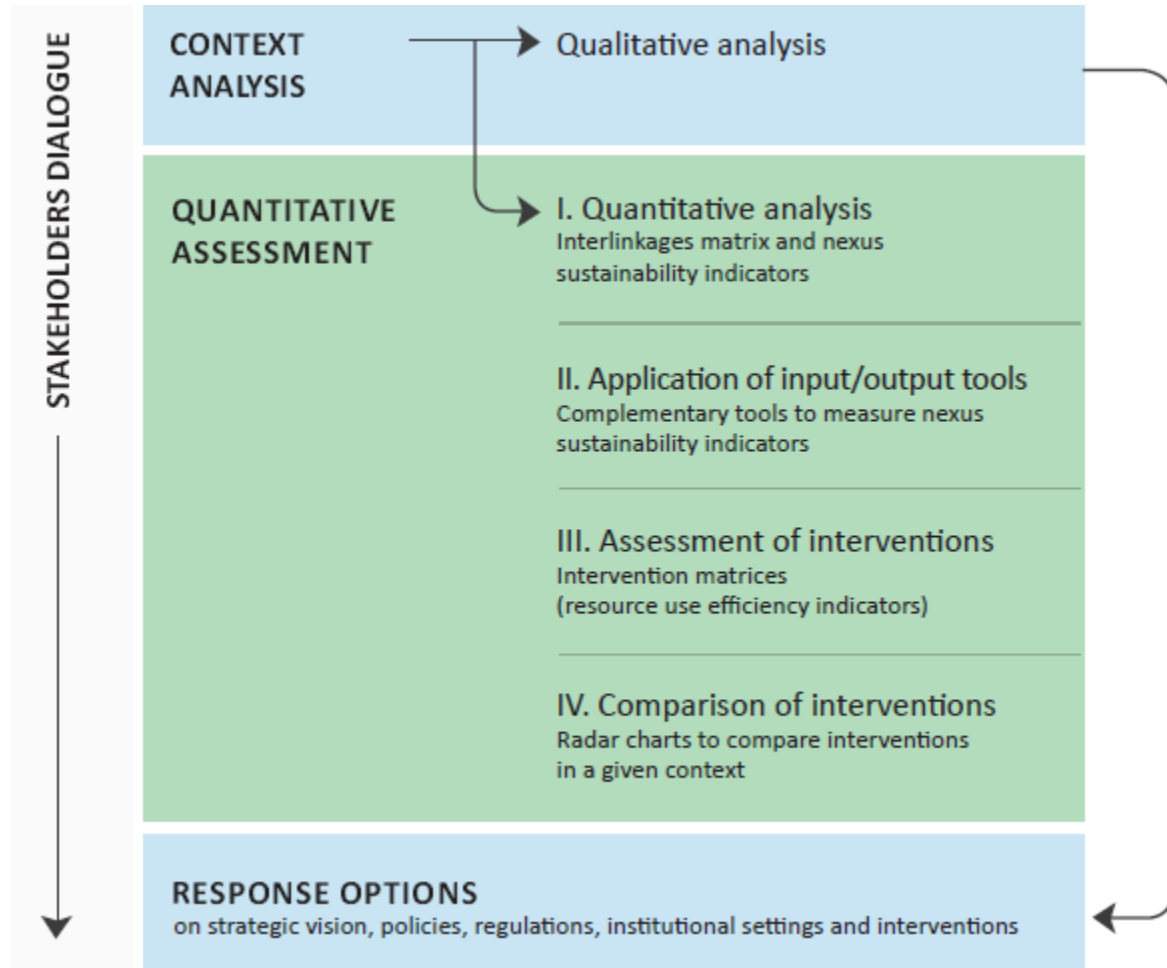 STAKEHOLDERS DIALOGUE
CONTEXT
ANALYSIS
Qualitative analysis
QUANTITATIVE
ASSESSMENT
I. Quantitative analysis
Interlinkages matrix and nexus
sustainability indicators
II. Application of input/output tools
Complementary tools to measure nexus
sustainability indicators
III. Assessment of interventions
Intervention matrices
(resource use efficiency indicators)
IV. Comparison of interventions
Radar charts to compare interventions
in a given context
RESPONSE OPTIONS
on strategic vision, policies, regulations, institutional settings and interventions